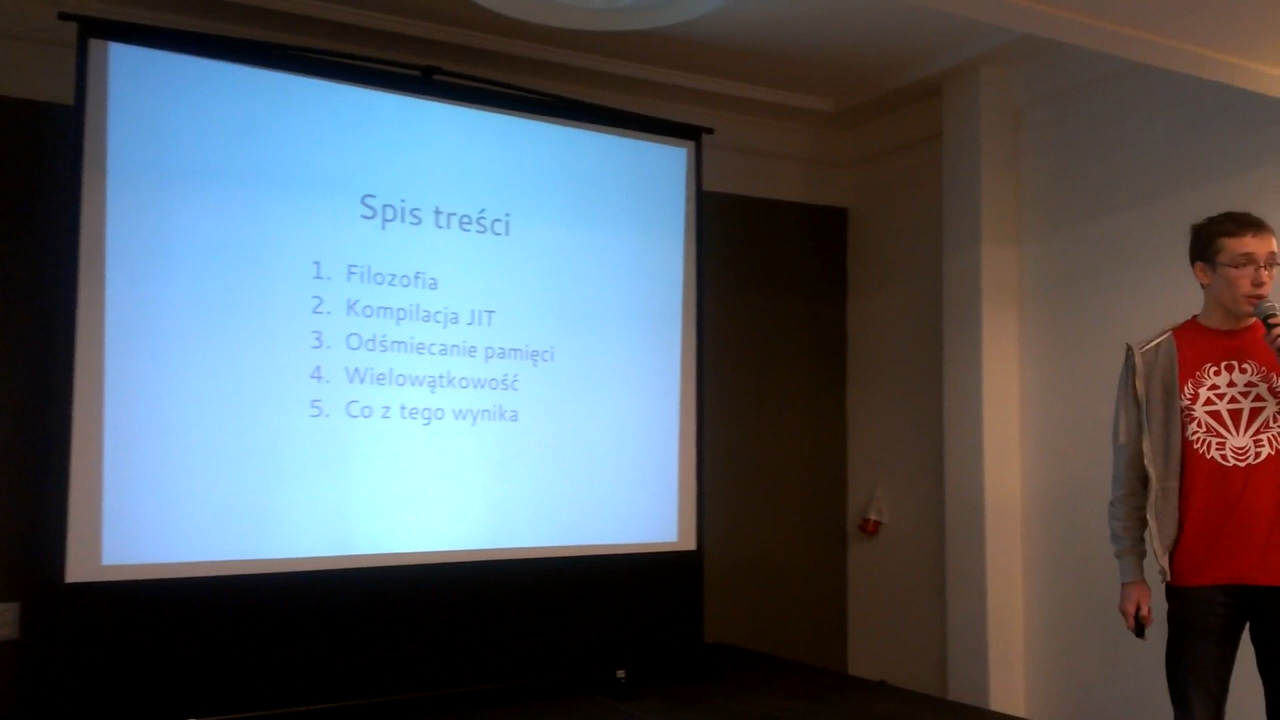 Spis treści
1. Filozofia
2. Kompilacja JIT
3. Odśmiecanie pamięci
4. Wielowątkowość
5. Co z tego wynika